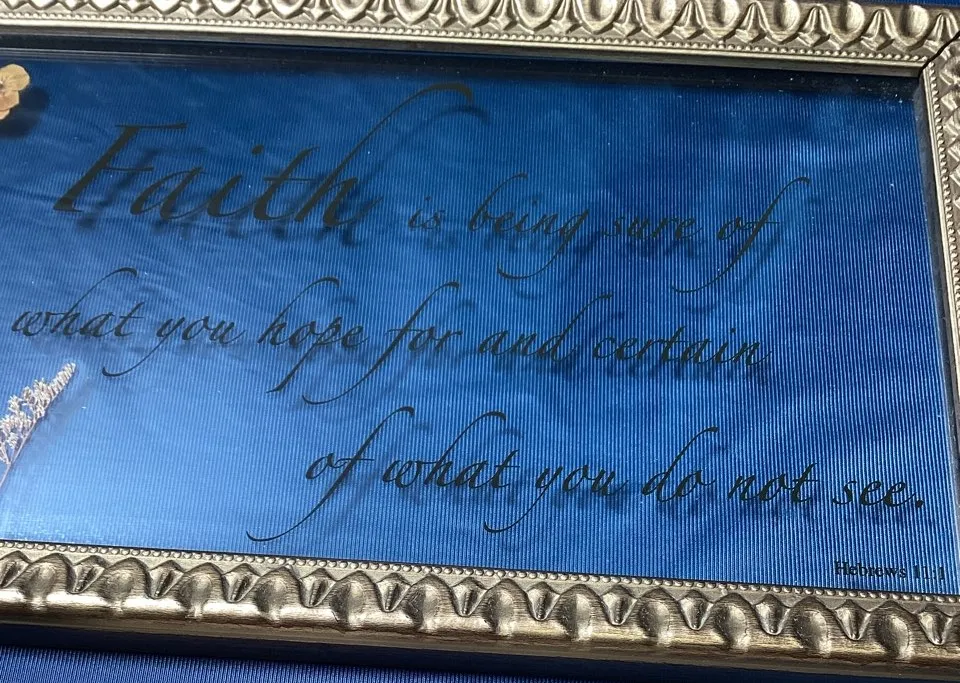 Faith is being sure of
what you hope for and certain
of what you do not see.
Hebrews 11:1